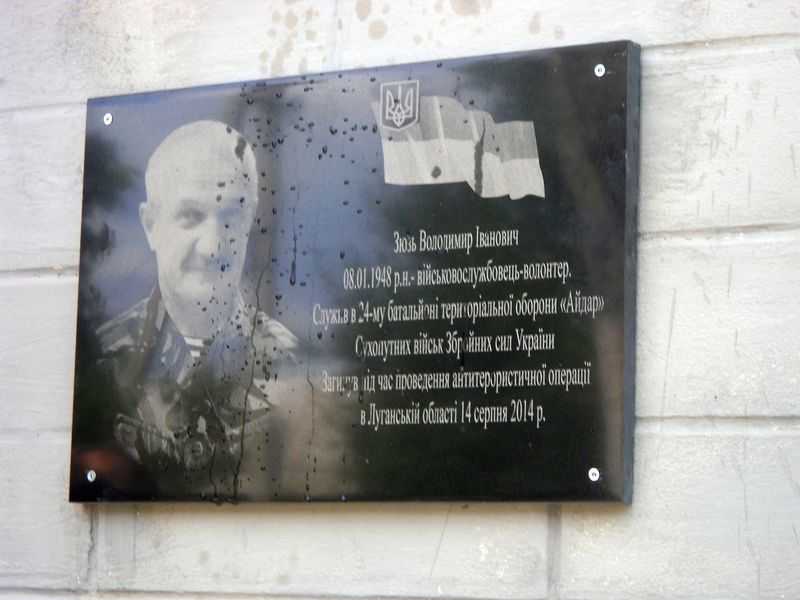 Зюзь Володимир Іванович
08.01.1948 р.н.- військовослужбовець-волонтер.
Служив в 24-му батальйоні територіальної оборони «Айдар»
Сухопутних військ Збройних сил України
Загинув під час проведення антитерористичної операції
в Луганській області 14 серпня 2014 р.